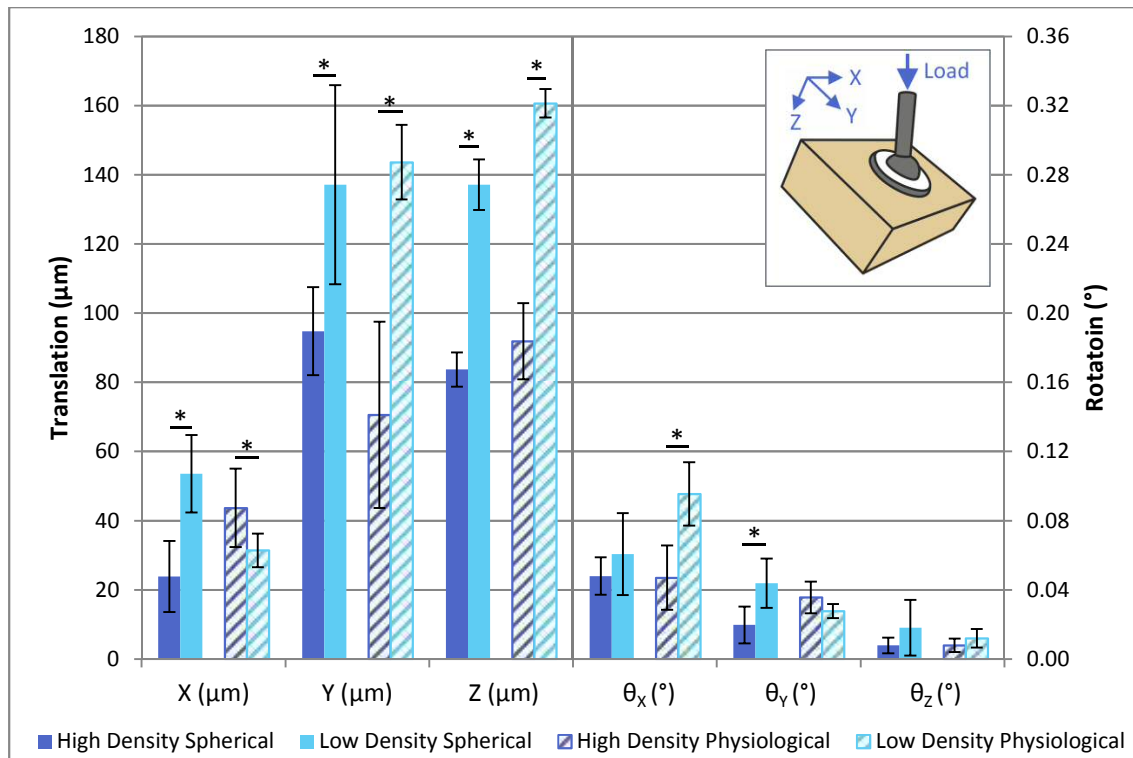 180
160
140
120
100
80
60
40
20
0
Translation (µm)
0.36
0.32
0.28
0.24
0.20
0.16
0.12
0.08
0.04
0.00
Rotatoin (°)
* * * * * * * * *
X
Y
Z
Load
X (µm) Y (µm) Z (µm) θX (°) θY (°) θZ (°)
High Density Spherical Low Density Spherical High Density Physiological Low Density Physiological